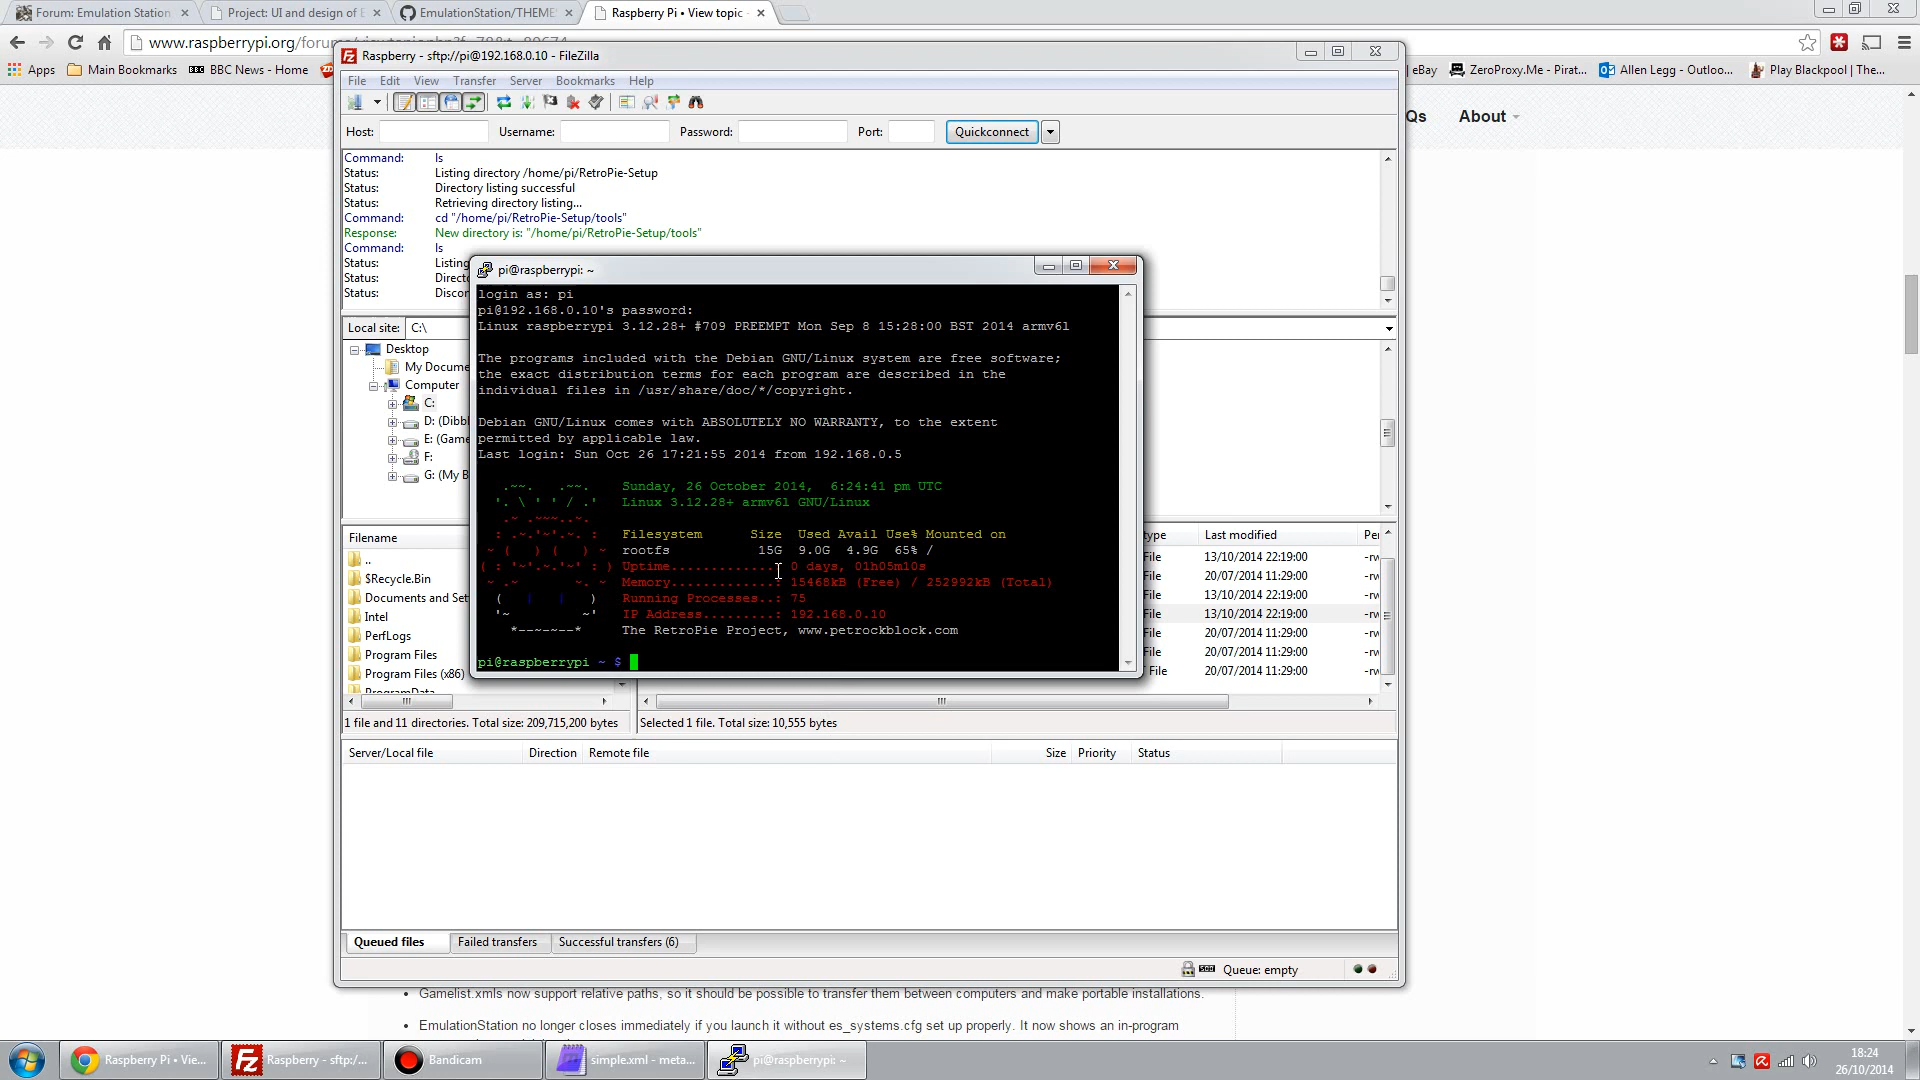 Forum: Emulation Station
Project: UI and design of E
EmulationStation/THEME
Raspberry Pi • View topic
Apps
Main Bookmarks
BBC News - Home
eBay
ZeroProxy.Me - Pirat...
Allen Legg - Outloo...
Play Blackpool | The...
Qs
About
Raspberry - sftp://pi@192.168.0.10 - FileZilla
File Edit View Transfer Server Bookmarks Help
Host: Username: Password: Port: Quickconnect
Command: ls
Status: Listing directory /home/pi/RetroPie-Setup
Status: Directory listing successful
Status: Retrieving directory listing...
Command: cd "/home/pi/RetroPie-Setup/tools"
Response: New directory is: "/home/pi/RetroPie-Setup/tools"
Command: ls
Status: Listing
Status: Direct
Status: Discon
Local site: C:\
Desktop
My Docume
Computer
C:
D: (Dibbl
E: (Game
F:
G: (My B
Filename
..
$Recycle.Bin
Documents and Set
Intel
PerfLogs
Program Files
Program Files (x86)
ProgramData
1 file and 11 directories. Total size: 209,715,200 bytes
pi@raspberrypi: ~
login as: pi
pi@192.168.0.10's password:
Linux raspberrypi 3.12.28+ #709 PREEMPT Mon Sep 8 15:28:00 BST 2014 armv6l
The programs included with the Debian GNU/Linux system are free software;
the exact distribution terms for each program are described in the
individual files in /usr/share/doc/*/copyright.
Debian GNU/Linux comes with ABSOLUTELY NO WARRANTY, to the extent
permitted by applicable law.
Last login: Sun Oct 26 17:21:55 2014 from 192.168.0.5
Sunday, 26 October 2014, 6:24:41 pm UTC
Linux 3.12.28+ armv6l GNU/Linux
Filesystem Size Used Avail Use% Mounted on
rootfs 15G 9.0G 4.9G 65% /
Uptime.............: 0 days, 01h05m10s
Memory.............: 15468kB (Free) / 252992kB (Total)
Running Processes..: 75
IP Address.........: 192.168.0.10
The RetroPie Project, www.petrockblock.com
pi@raspberrypi ~ $
ype Last modified Pe
File 13/10/2014 22:19:00 -rw
File 20/07/2014 11:29:00 -rw
File 13/10/2014 22:19:00 -rw
File 13/10/2014 22:19:00 -rw
File 20/07/2014 11:29:00 -rw
File 20/07/2014 11:29:00 -rw
File 20/07/2014 11:29:00 -rw
Selected 1 file. Total size: 10,555 bytes
Server/Local file Direction Remote file Size Priority Status
Queued files Failed transfers Successful transfers (6)
Queue: empty
• Gamelist.xmls now support relative paths, so it should be possible to transfer them between computers and make portable installations.
• EmulationStation no longer closes immediately if you launch it without es_systems.cfg set up properly. It now shows an in-program
Raspberry Pi • Vie...
Raspberry - sftp:/...
Bandicam
simple.xml - meta...
pi@raspberrypi: ~
18:24
26/10/2014